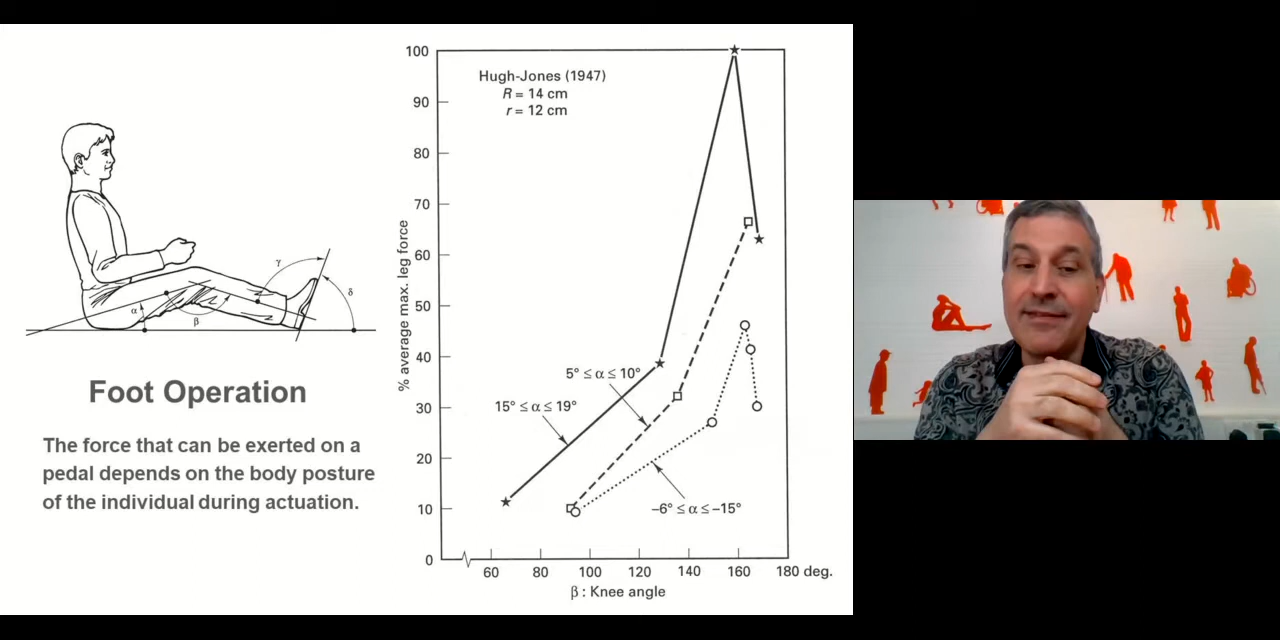 γ
δ
α
β
Foot Operation
The force that can be exerted on a
pedal depends on the body posture
of the individual during actuation.
Hugh-Jones (1947)
R = 14 cm
r = 12 cm
% average max. leg force
100
90
80
70
60
50
40
30
20
10
0
5° ≤ α ≤ 10°
15° ≤ α ≤ 19°
−6° ≤ α ≤ −15°
60 80 100 120 140 160 180 deg.
β : Knee angle